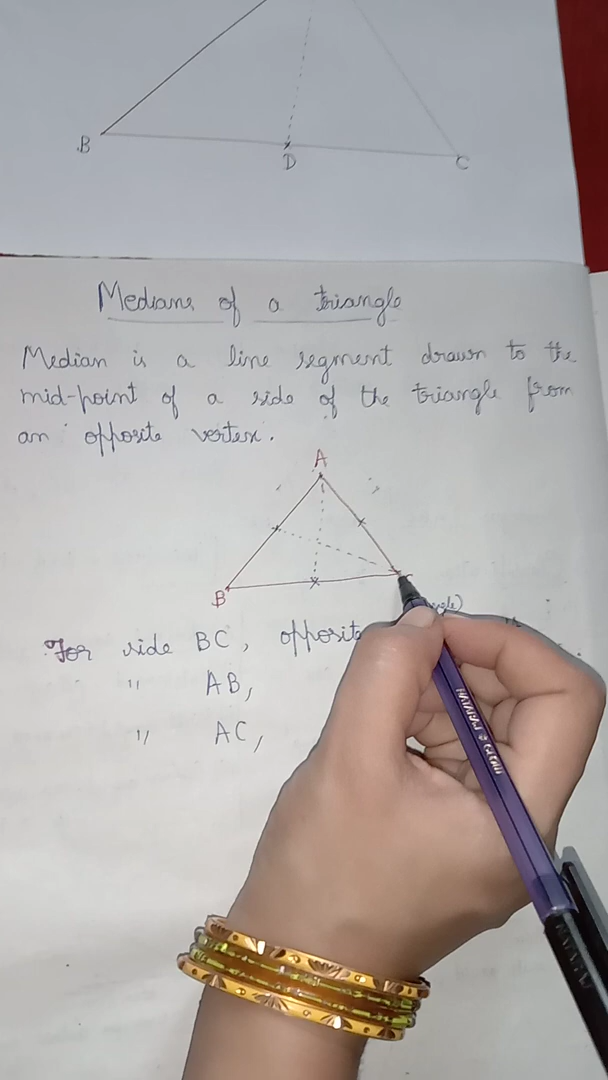 B
D
C
Medians of a triangle
Median is a line segment drawn to the
mid-point of a side of the triangle from
an opposite vertex.
A
B
For side BC, opposite
" AB,
" AC,